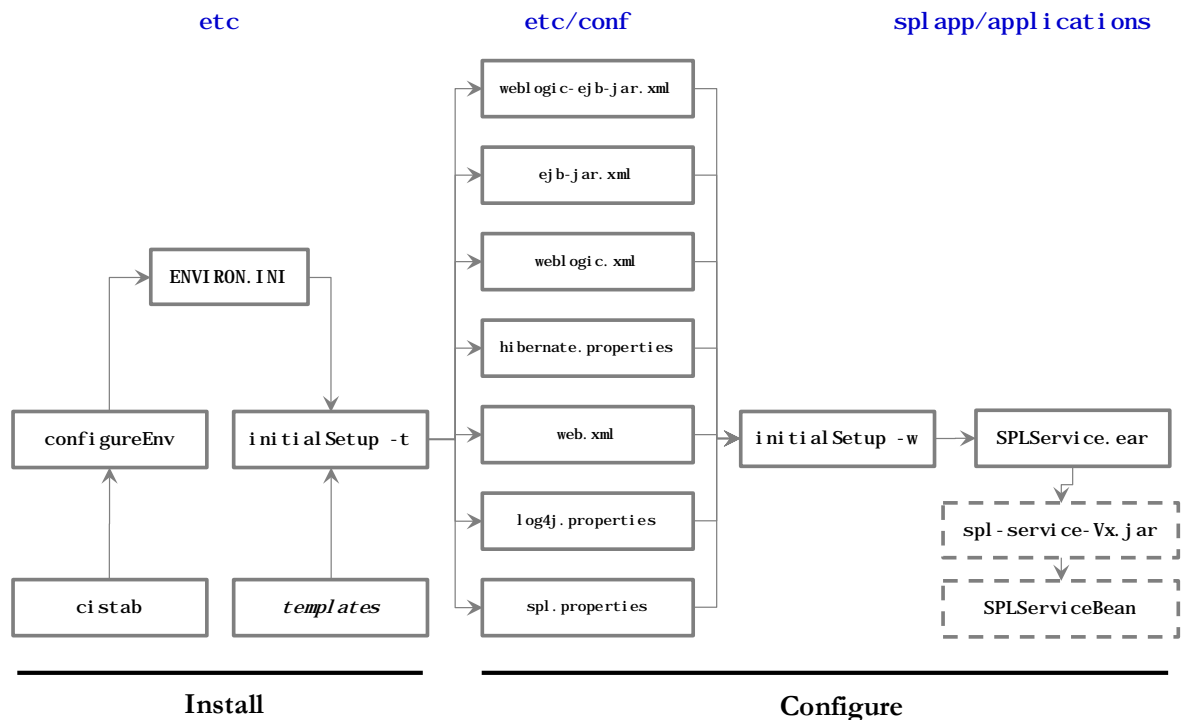 etc
etc/conf
splapp/applications
weblogic-ejb-jar.xml
ejb-jar.xml
weblogic.xml
hibernate.properties
web.xml
log4j.properties
spl.properties
ENVIRON.INI
configureEnv
initialSetup -t
cistab
templates
initialSetup -w
SPLService.ear
spl-service-Vx.jar
SPLServiceBean
Install
Configure